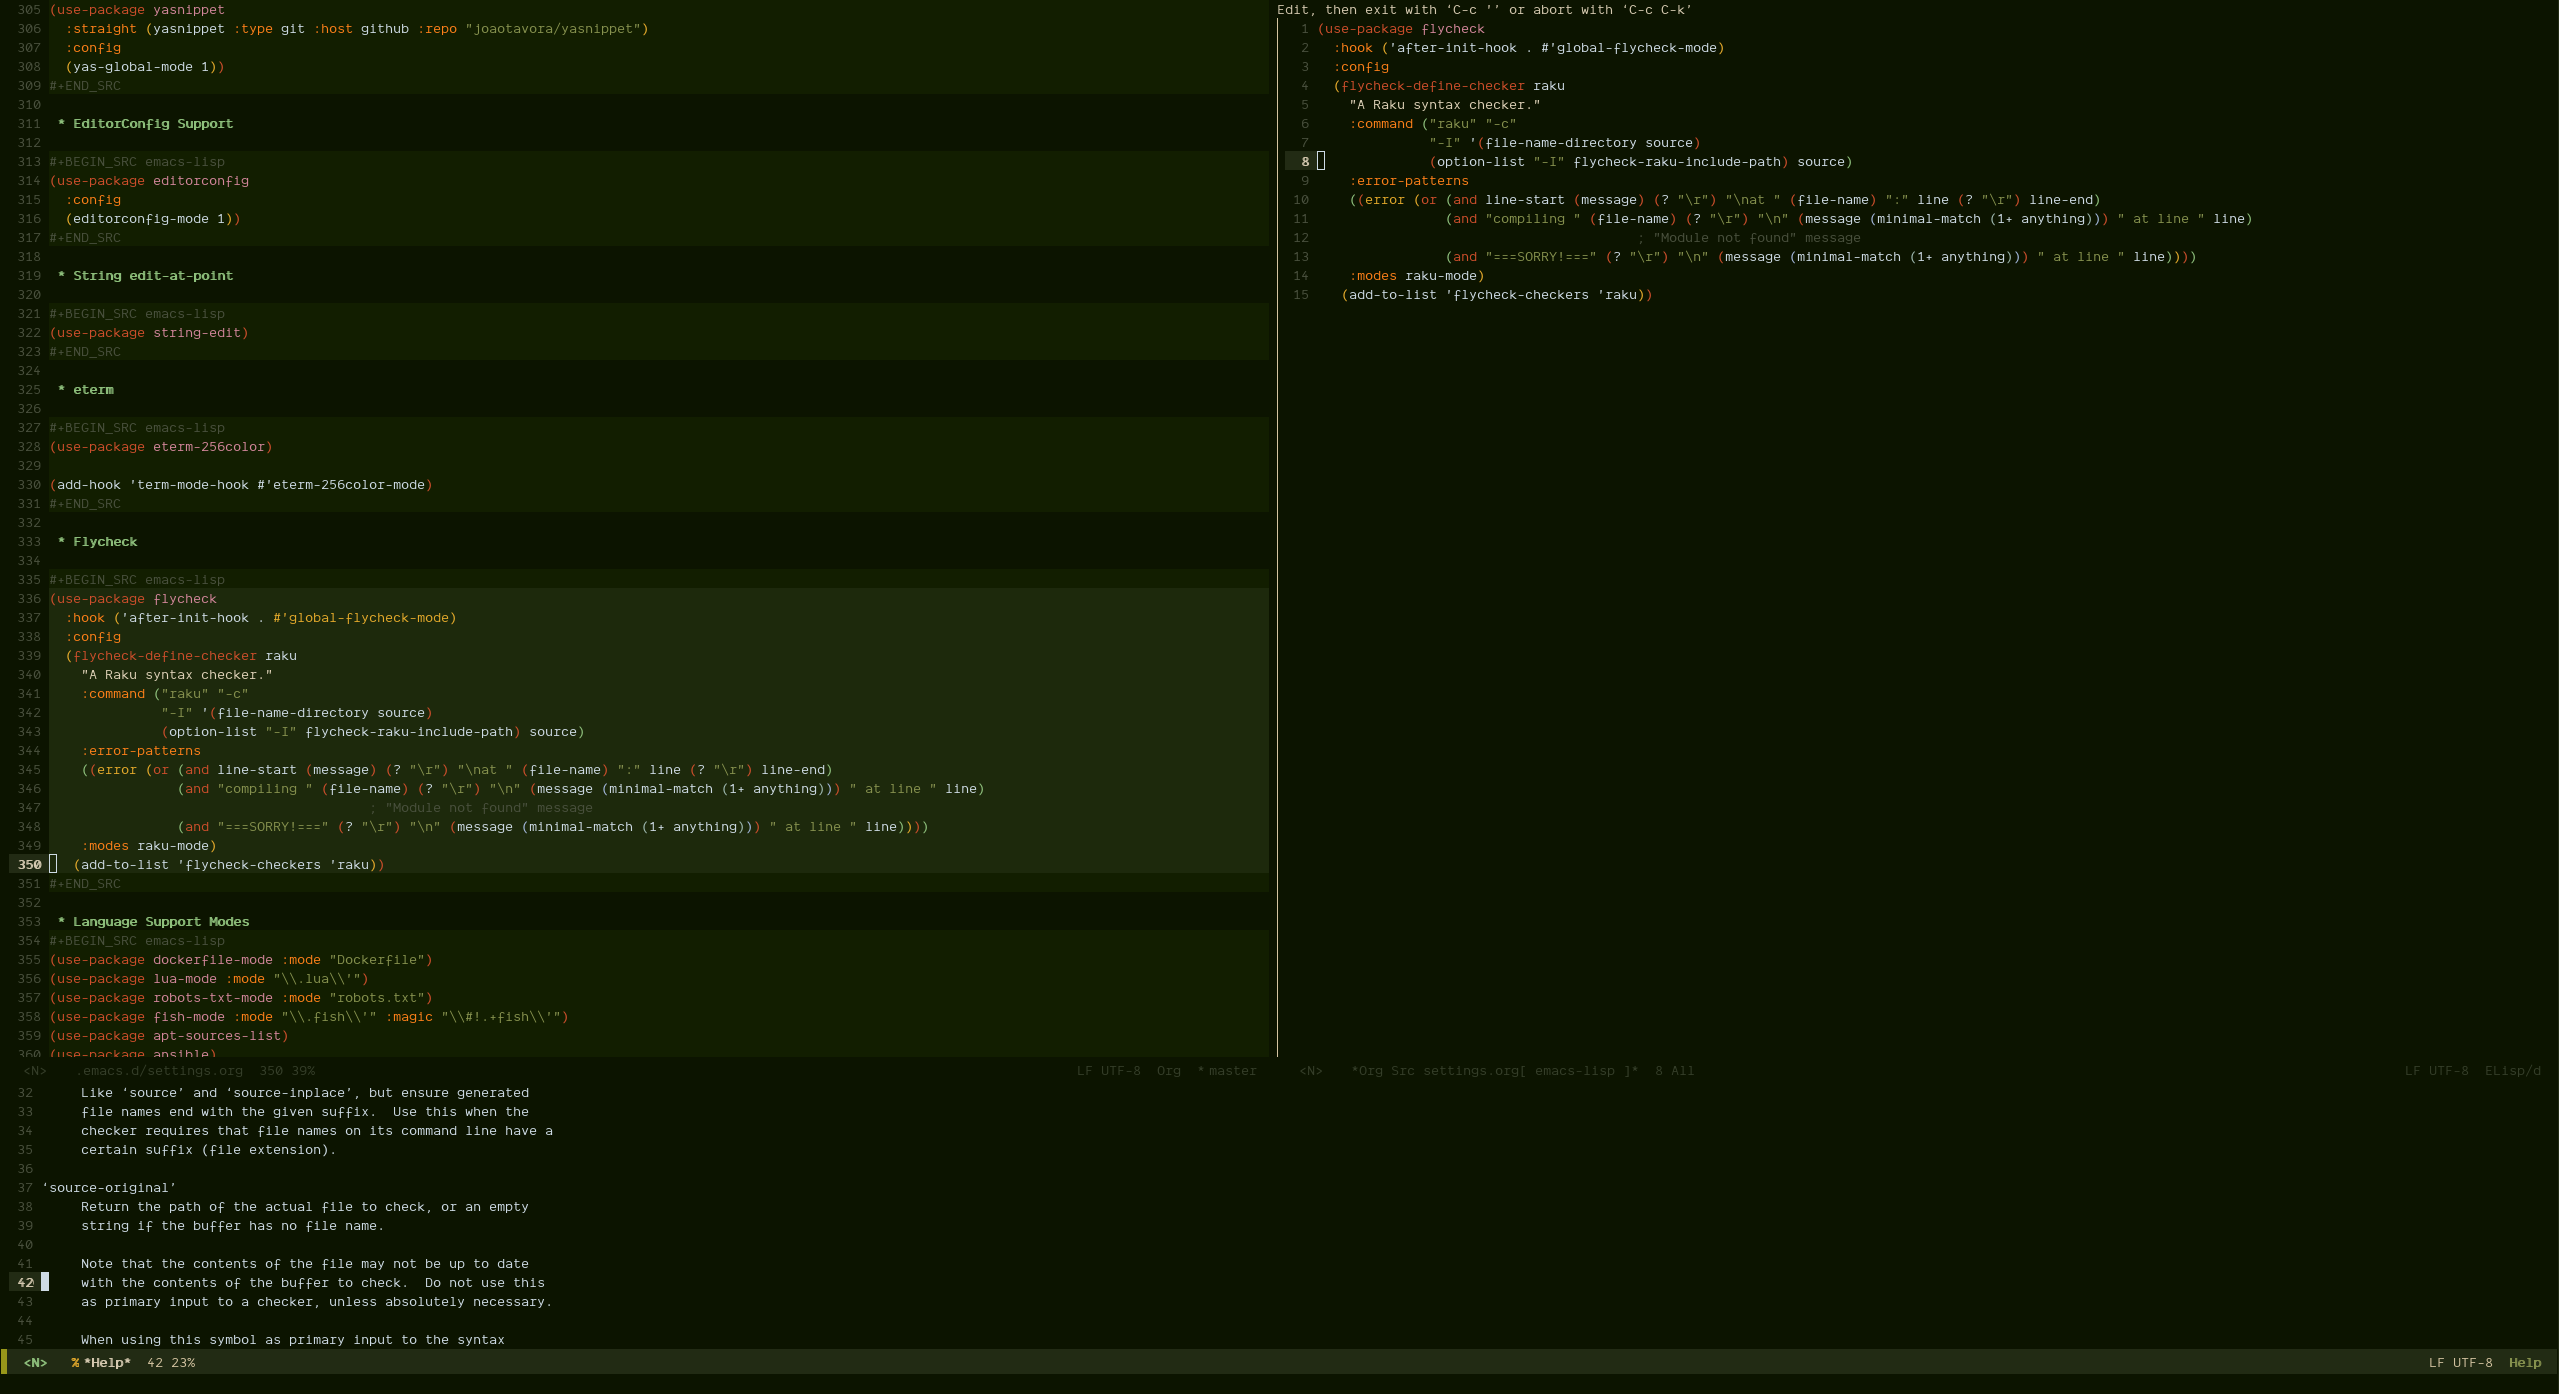 305 (use-package yasnippet
306   :straight (yasnippet :type git :host github :repo "joaotavora/yasnippet")
307   :config
308   (yas-global-mode 1))
309 #+END_SRC
310
311  * EditorConfig Support
312
313 #+BEGIN_SRC emacs-lisp
314 (use-package editorconfig
315   :config
316   (editorconfig-mode 1))
317 #+END_SRC
318
319  * String edit-at-point
320
321 #+BEGIN_SRC emacs-lisp
322 (use-package string-edit)
323 #+END_SRC
324
325  * eterm
326
327 #+BEGIN_SRC emacs-lisp
328 (use-package eterm-256color)
329
330 (add-hook 'term-mode-hook #'eterm-256color-mode)
331 #+END_SRC
332
333  * Flycheck
334
335 #+BEGIN_SRC emacs-lisp
336 (use-package flycheck
337   :hook ('after-init-hook . #'global-flycheck-mode)
338   :config
339   (flycheck-define-checker raku
340     "A Raku syntax checker."
341     :command ("raku" "-c"
342               "-I" '(file-name-directory source)
343               (option-list "-I" flycheck-raku-include-path) source)
344     :error-patterns
345     ((error (or (and line-start (message) (? "\r") "\nat " (file-name) ":" line (? "\r") line-end)
346                 (and "compiling " (file-name) (? "\r") "\n" (message (minimal-match (1+ anything))) " at line " line)
347                                         ; "Module not found" message
348                 (and "===SORRY!===" (? "\r") "\n" (message (minimal-match (1+ anything))) " at line " line))))
349     :modes raku-mode)
350    (add-to-list 'flycheck-checkers 'raku))
351 #+END_SRC
352
353  * Language Support Modes
354 #+BEGIN_SRC emacs-lisp
355 (use-package dockerfile-mode :mode "Dockerfile")
356 (use-package lua-mode :mode "\\.lua\\'")
357 (use-package robots-txt-mode :mode "robots.txt")
358 (use-package fish-mode :mode "\\.fish\\'" :magic "\\#!.+fish\\'")
359 (use-package apt-sources-list)
360 (use-package ansible)
<N>   .emacs.d/settings.org  350 39%   LF UTF-8  Org  * master
Edit, then exit with ‘C-c '’ or abort with ‘C-c C-k’
1 (use-package flycheck
2   :hook ('after-init-hook . #'global-flycheck-mode)
3   :config
4   (flycheck-define-checker raku
5     "A Raku syntax checker."
6     :command ("raku" "-c"
7               "-I" '(file-name-directory source)
8               (option-list "-I" flycheck-raku-include-path) source)
9     :error-patterns
10     ((error (or (and line-start (message) (? "\r") "\nat " (file-name) ":" line (? "\r") line-end)
11                 (and "compiling " (file-name) (? "\r") "\n" (message (minimal-match (1+ anything))) " at line " line)
12                                         ; "Module not found" message
13                 (and "===SORRY!===" (? "\r") "\n" (message (minimal-match (1+ anything))) " at line " line))))
14     :modes raku-mode)
15    (add-to-list 'flycheck-checkers 'raku))
<N>   *Org Src settings.org[ emacs-lisp ]*  8 All   LF UTF-8  ELisp/d
32      Like ‘source’ and ‘source-inplace’, but ensure generated
33      file names end with the given suffix.  Use this when the
34      checker requires that file names on its command line have a
35      certain suffix (file extension).
36
37 ‘source-original’
38      Return the path of the actual file to check, or an empty
39      string if the buffer has no file name.
40
41      Note that the contents of the file may not be up to date
42      with the contents of the buffer to check.  Do not use this
43      as primary input to a checker, unless absolutely necessary.
44
45      When using this symbol as primary input to the syntax
<N>   % *Help*  42 23%   LF UTF-8  Help